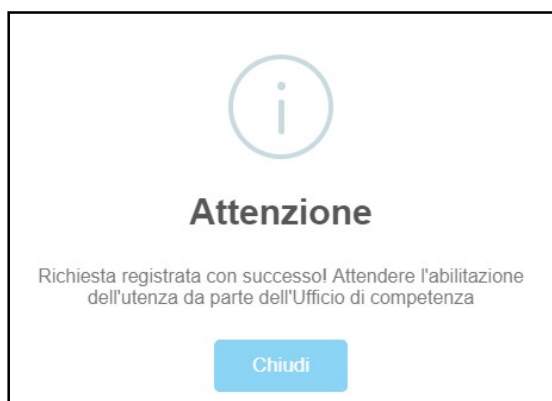 Attenzione
Richiesta registrata con successo! Attendere l'abilitazione
dell'utenza da parte dell'Ufficio di competenza
Chiudi